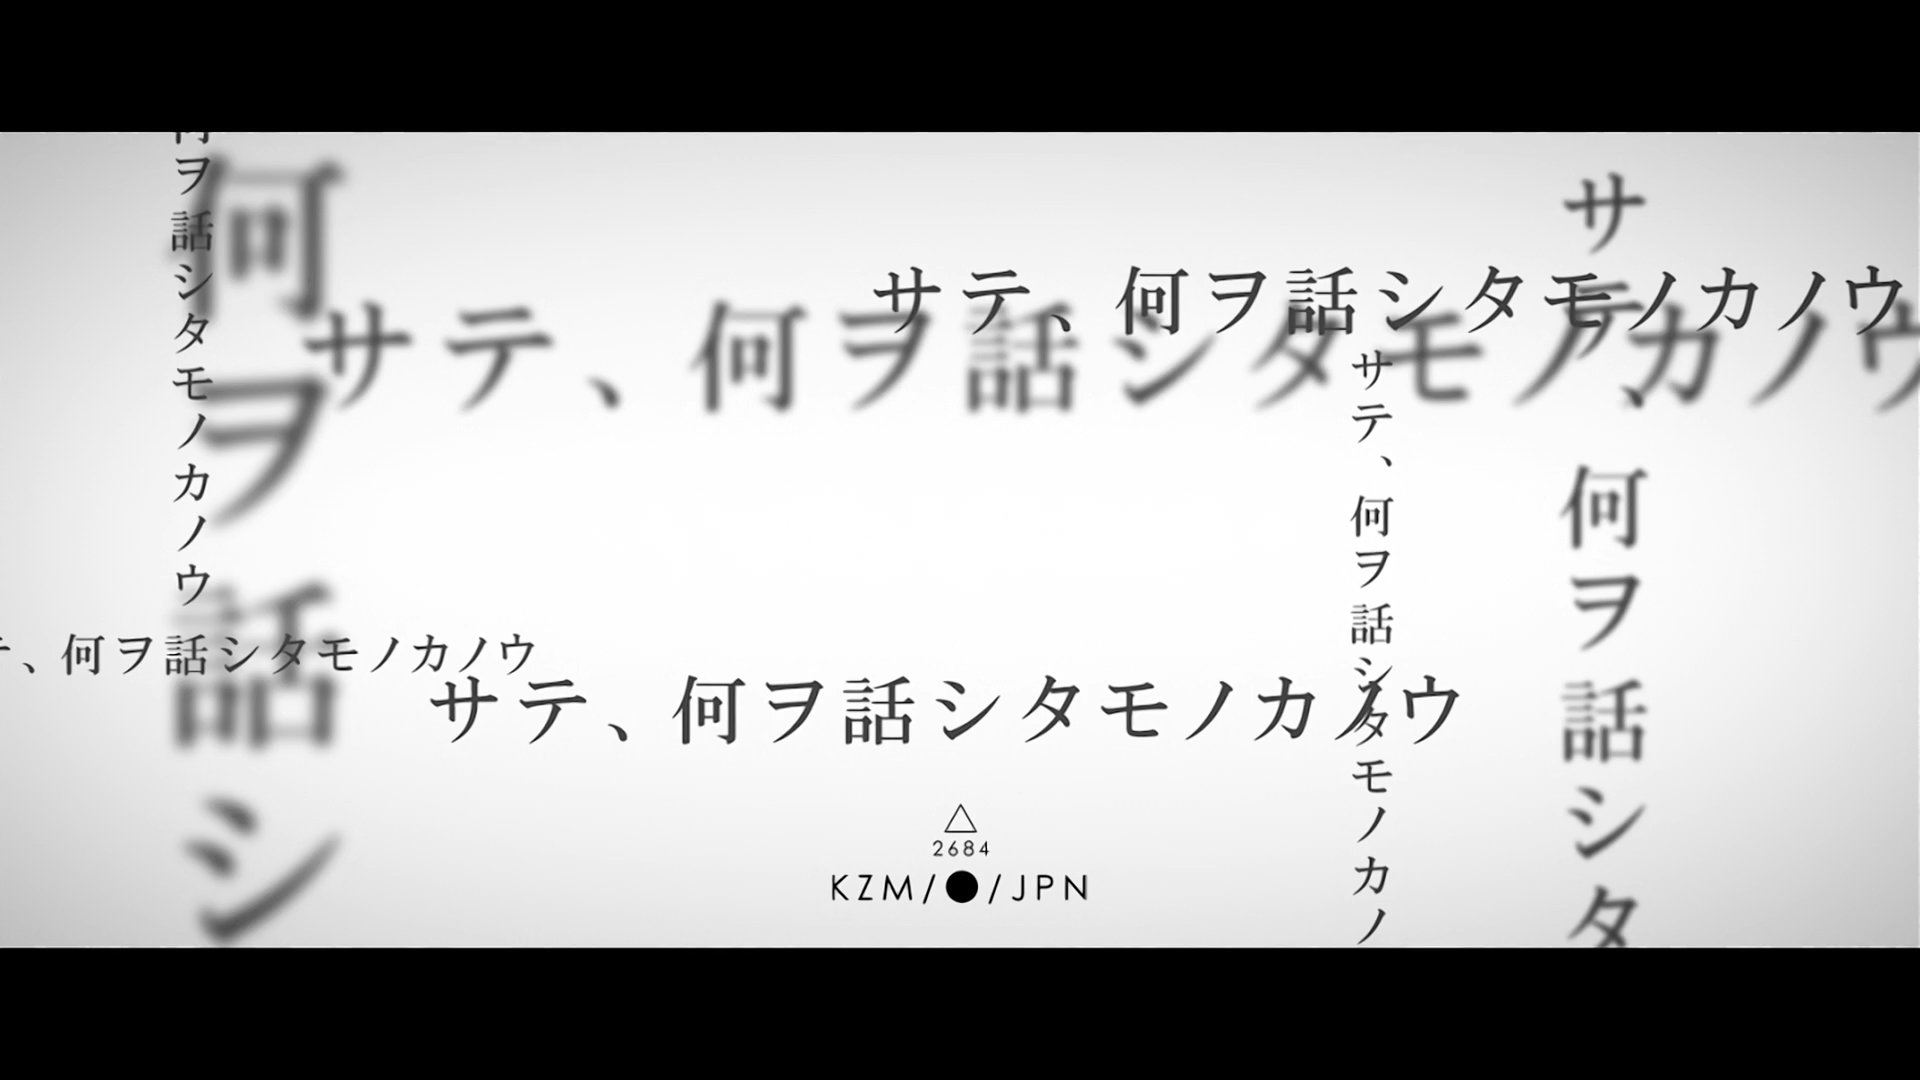 何ヲ話シタモノカノウ
何ヲ話シ
サテ、何ヲ話シタモノカノウ
サテ、何ヲ話シタモノカノウ
サテ、何ヲ話シタモノカノウ
サテ、何ヲ話シタモノカノ
サテ、何ヲ話シタ
テ、何ヲ話シタモノカノウ
2684
KZM/●/JPN